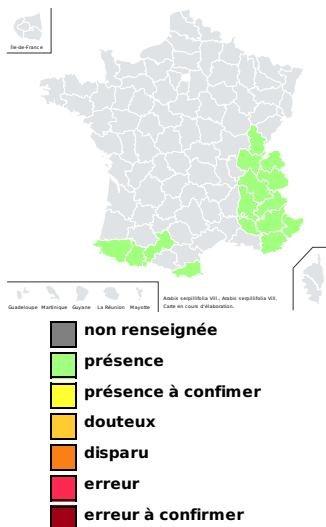 Île-de-France
Guadeloupe Martinique Guyane La Réunion Mayotte
Arabis serpillifolia Vill., Arabis serpillifolia Vill.
Carte en cours d'élaboration.
non renseignée
présence
présence à confimer
douteux
disparu
erreur
erreur à confirmer